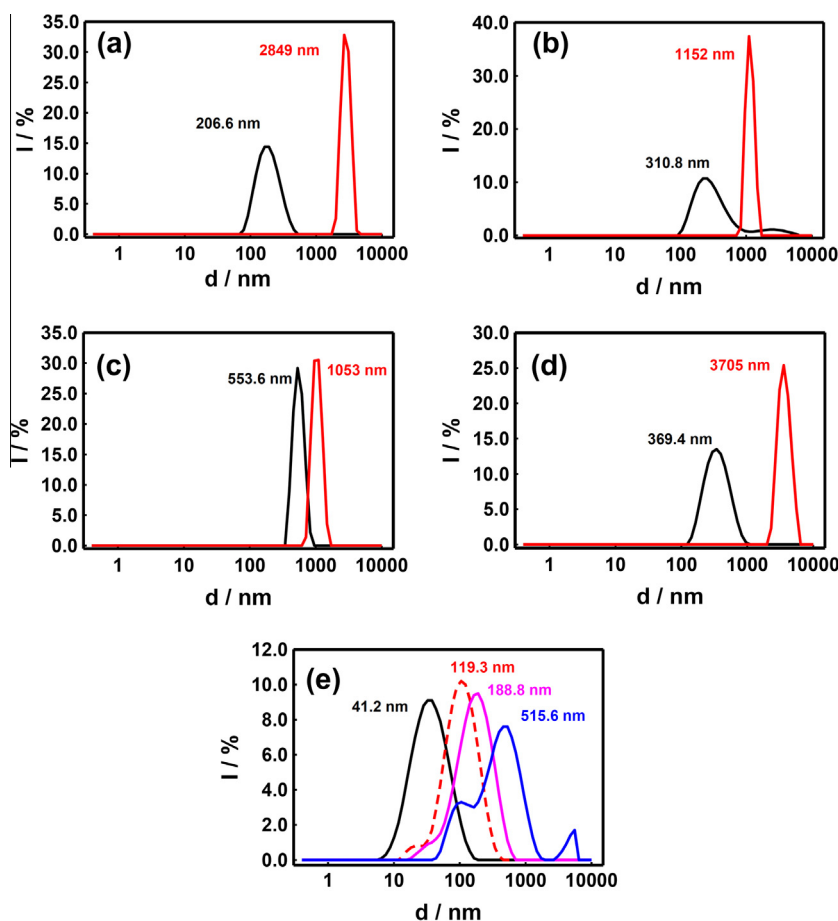 (a)
2849 nm
206.6 nm
I / %
35.0
30.0
25.0
20.0
15.0
10.0
5.0
0.0
1 10 100 1000 10000
d / nm
(b)
1152 nm
310.8 nm
I / %
40.0
30.0
20.0
10.0
0.0
1 10 100 1000 10000
d / nm
(c)
553.6 nm
1053 nm
I / %
35.0
30.0
25.0
20.0
15.0
10.0
5.0
0.0
1 10 100 1000 10000
d / nm
(d)
3705 nm
369.4 nm
I / %
30.0
25.0
20.0
15.0
10.0
5.0
0.0
1 10 100 1000 10000
d / nm
(e)
119.3 nm
188.8 nm
41.2 nm
515.6 nm
I / %
12.0
10.0
8.0
6.0
4.0
2.0
0.0
1 10 100 1000 10000
d / nm